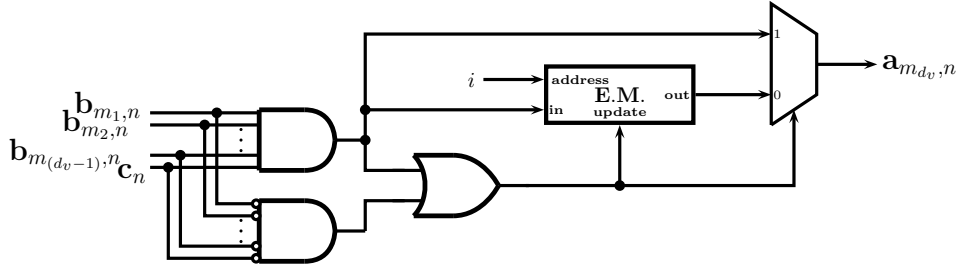 1
a_{m_{d_v},n}
i
address
E.M.
in
out
0
update
b_{m_1,n}
b_{m_2,n}
b_{m_{(d_v-1)},n}
c_n